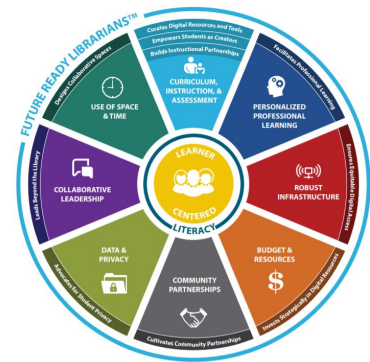 FUTURE READY LIBRARIANS™
Curates Digital Resources and Tools
Empowers Students as Creators
Builds Instructional Partnerships
CURRICULUM,
INSTRUCTION, &
ASSESSMENT
Facilitates Professional Learning
PERSONALIZED
PROFESSIONAL
LEARNING
Ensures Equitable Digital Access
ROBUST
INFRASTRUCTURE
Invests Strategically in Digital Resources
BUDGET &
RESOURCES
$
Cultivates Community Partnerships
COMMUNITY
PARTNERSHIPS
Advocates for Student Privacy
DATA &
PRIVACY
Leads Beyond the Library
COLLABORATIVE
LEADERSHIP
Designs Collaborative Spaces
USE OF SPACE
& TIME
LEARNER
CENTERED
LITERACY